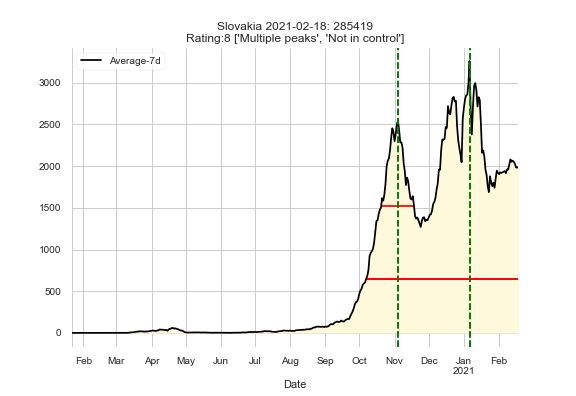 Slovakia 2021-02-18: 285419
Rating:8 ['Multiple peaks', 'Not in control']
Average-7d
3000
2500
2000
1500
1000
500
0
Feb Mar Apr May Jun Jul Aug Sep Oct Nov Dec Jan Feb
2021
Date